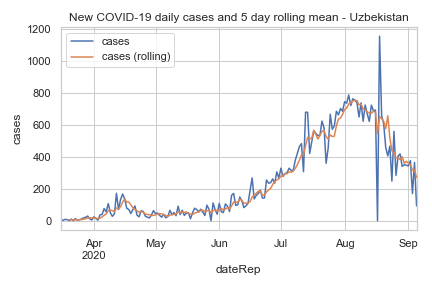 New COVID-19 daily cases and 5 day rolling mean - Uzbekistan
cases
cases (rolling)
1200
1000
800
600
400
200
0
cases
Apr
2020
May
Jun
Jul
Aug
Sep
dateRep